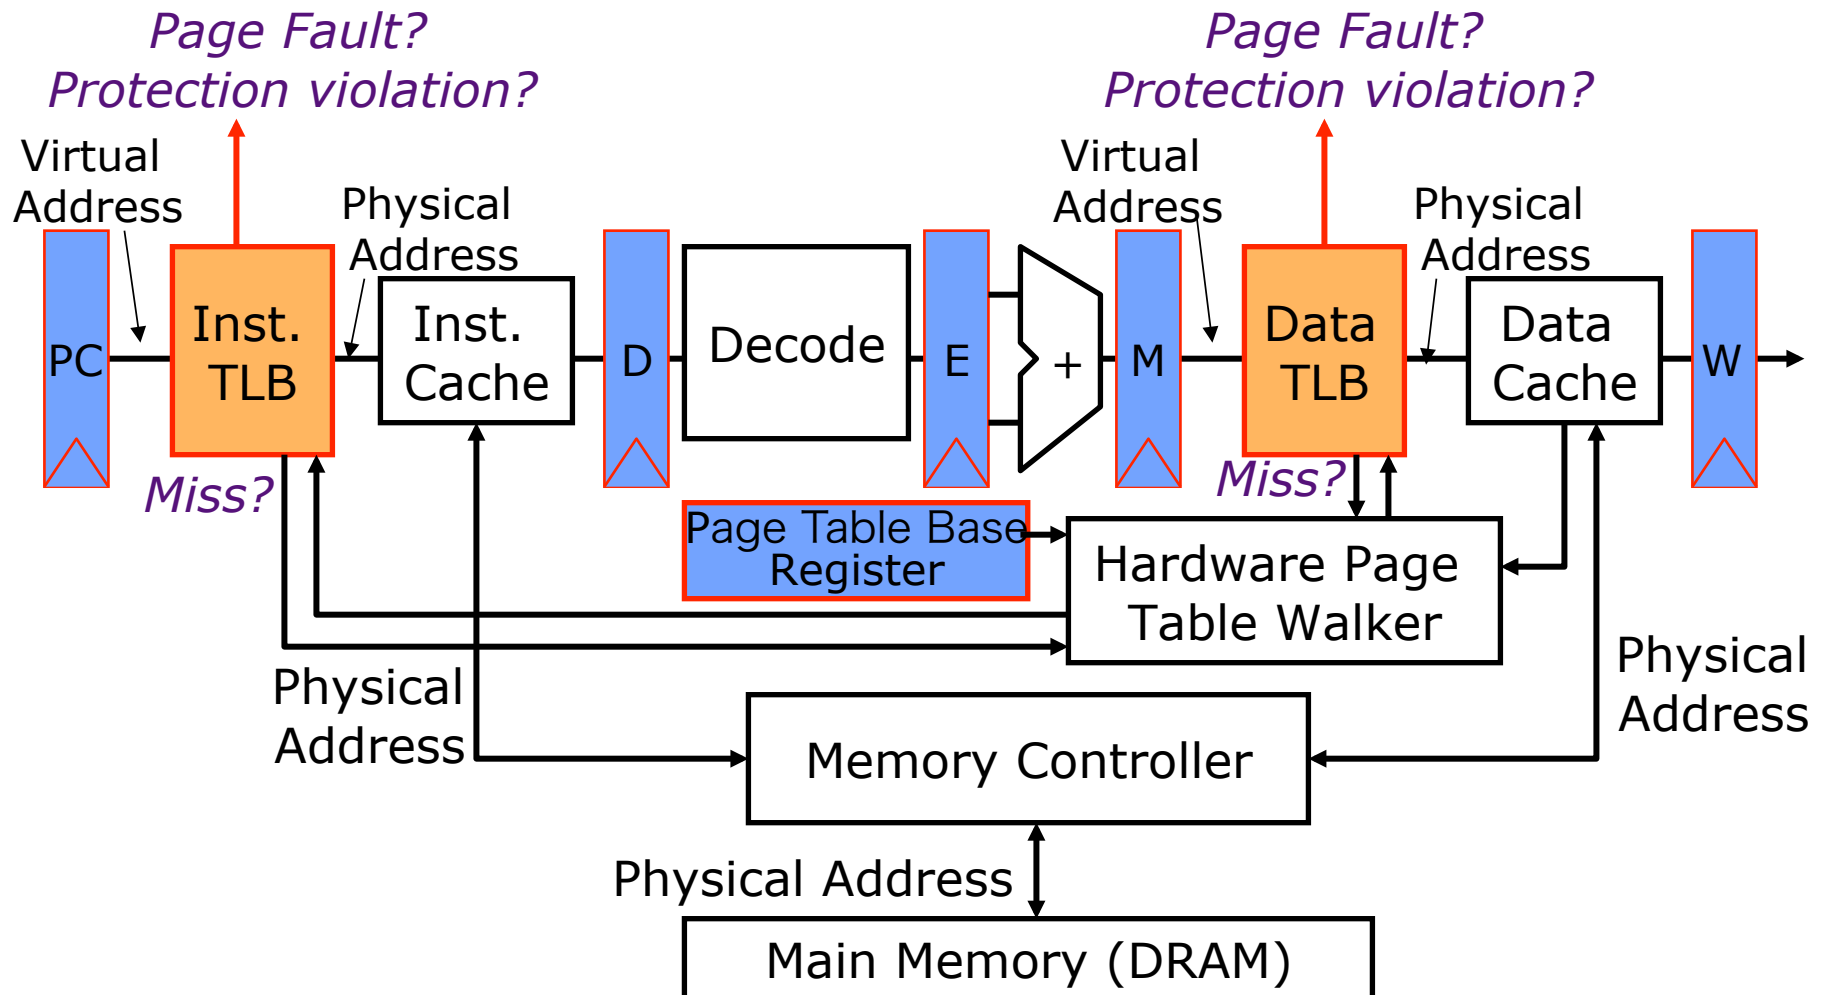 Page Fault?
Protection violation?
Page Fault?
Protection violation?
Virtual
Address
Physical
Address
Virtual
Address
Physical
Address
PC
Inst.
TLB
Inst.
Cache
D
Decode
E
+
M
Data
TLB
Data
Cache
W
Miss?
Miss?
Page Table Base
Register
Hardware Page
Table Walker
Physical
Address
Physical
Address
Memory Controller
Physical Address
Main Memory (DRAM)